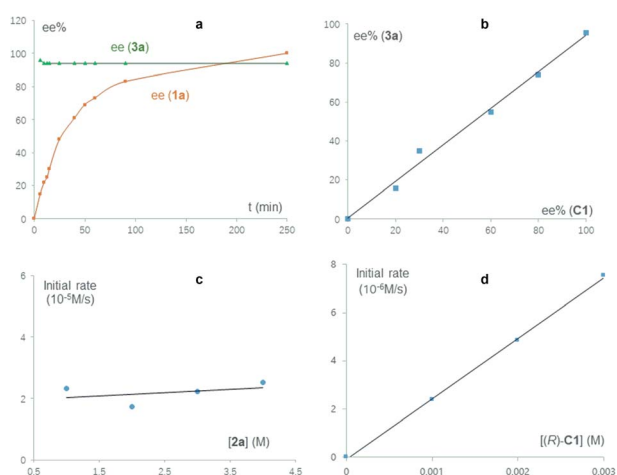 120
ee%
a
ee (3a)
100
80
ee (1a)
60
40
20
t (min)
0
0 50 100 150 200 250
100
ee% (3a)
b
80
60
40
20
ee% (C1)
0
0 20 40 60 80 100
6
Initial rate
(10⁻⁵M/s)
c
4
2
[2a] (M)
0
0.5 1.5 2.5 3.5 4.5
8
Initial rate
(10⁻⁶M/s)
d
6
4
2
[(R)-C1] (M)
0
0 0.001 0.002 0.003